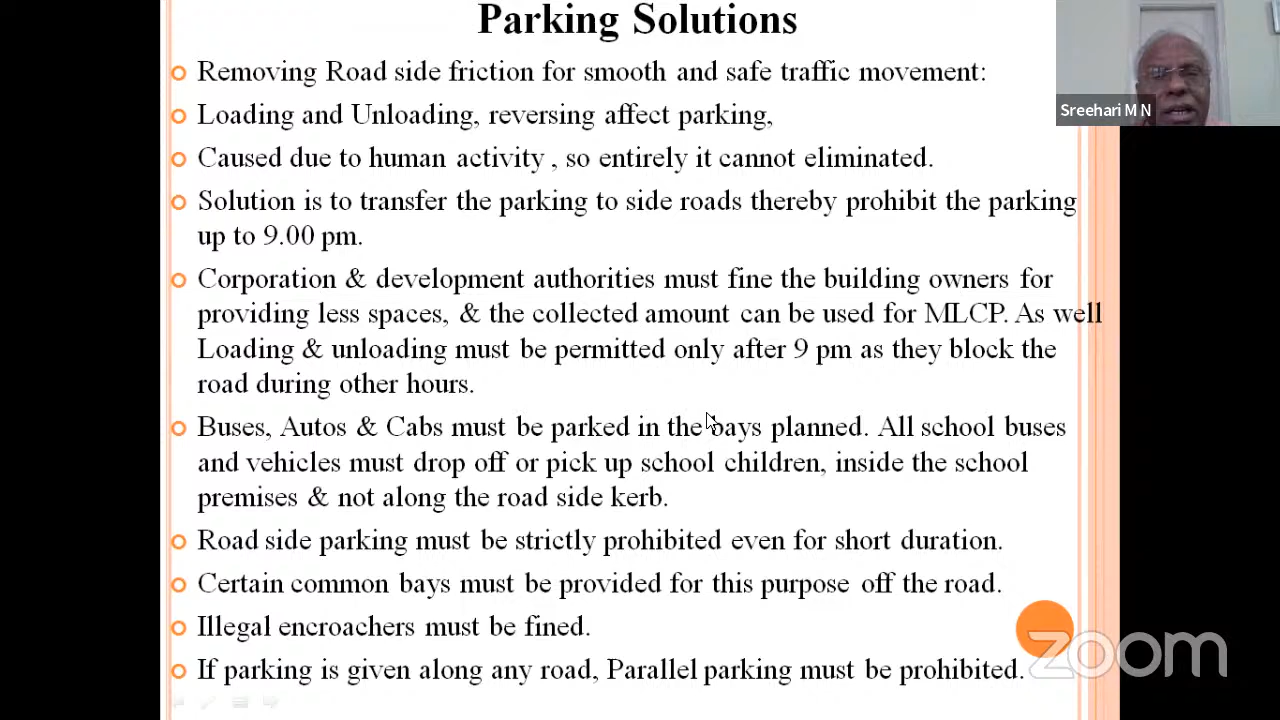 Parking Solutions
Removing Road side friction for smooth and safe traffic movement:
Loading and Unloading, reversing affect parking,
Caused due to human activity , so entirely it cannot eliminated.
Solution is to transfer the parking to side roads thereby prohibit the parking
up to 9.00 pm.
Corporation & development authorities must fine the building owners for
providing less spaces, & the collected amount can be used for MLCP. As well
Loading & unloading must be permitted only after 9 pm as they block the
road during other hours.
Buses, Autos & Cabs must be parked in the bays planned. All school buses
and vehicles must drop off or pick up school children, inside the school
premises & not along the road side kerb.
Road side parking must be strictly prohibited even for short duration.
Certain common bays must be provided for this purpose off the road.
Illegal encroachers must be fined.
If parking is given along any road, Parallel parking must be prohibited.
Sreehari M N
zoom